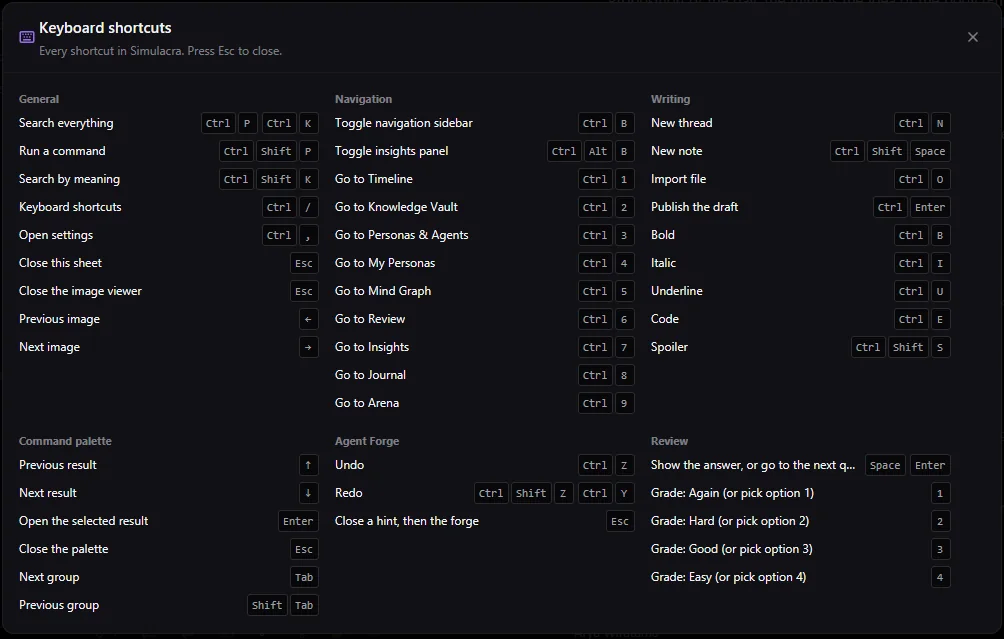 Keyboard shortcuts
Every shortcut in Simulacra. Press Esc to close.
General
Search everything Ctrl P Ctrl K
Run a command Ctrl Shift P
Search by meaning Ctrl Shift K
Keyboard shortcuts Ctrl /
Open settings Ctrl ,
Close this sheet Esc
Close the image viewer Esc
Previous image ←
Next image →
Navigation
Toggle navigation sidebar Ctrl B
Toggle insights panel Ctrl Alt B
Go to Timeline Ctrl 1
Go to Knowledge Vault Ctrl 2
Go to Personas & Agents Ctrl 3
Go to My Personas Ctrl 4
Go to Mind Graph Ctrl 5
Go to Review Ctrl 6
Go to Insights Ctrl 7
Go to Journal Ctrl 8
Go to Arena Ctrl 9
Writing
New thread Ctrl N
New note Ctrl Shift Space
Import file Ctrl O
Publish the draft Ctrl Enter
Bold Ctrl B
Italic Ctrl I
Underline Ctrl U
Code Ctrl E
Spoiler Ctrl Shift S
Command palette
Previous result ↑
Next result ↓
Open the selected result Enter
Close the palette Esc
Next group Tab
Previous group Shift Tab
Agent Forge
Undo Ctrl Z
Redo Ctrl Shift Z Ctrl Y
Close a hint, then the forge Esc
Review
Show the answer, or go to the next q... Space Enter
Grade: Again (or pick option 1) 1
Grade: Hard (or pick option 2) 2
Grade: Good (or pick option 3) 3
Grade: Easy (or pick option 4) 4